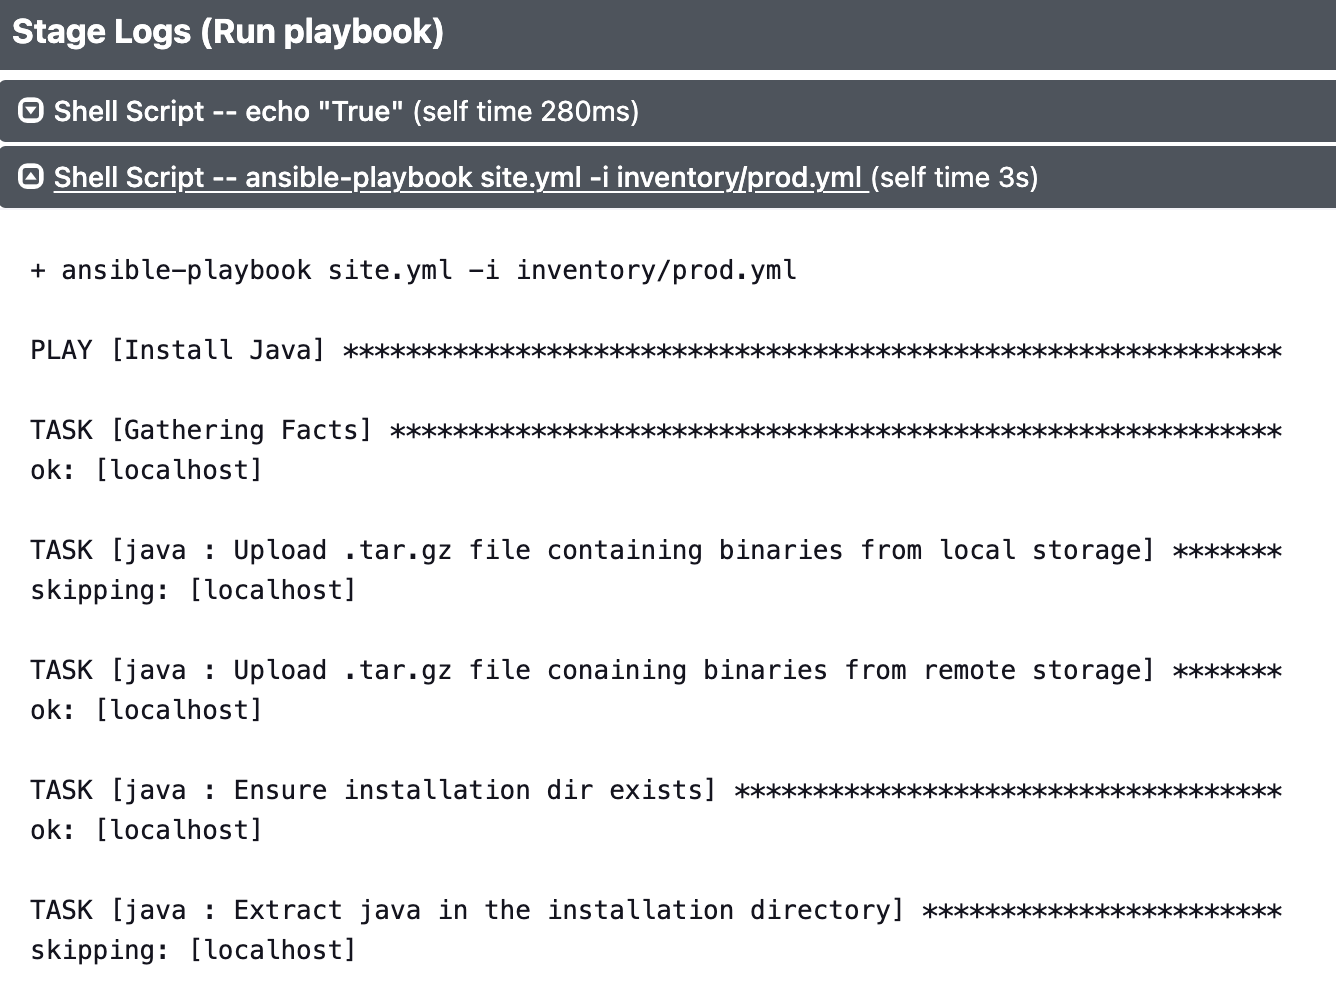 Stage Logs (Run playbook)
Shell Script -- echo "True" (self time 280ms)
Shell Script -- ansible-playbook site.yml -i inventory/prod.yml (self time 3s)
+ ansible-playbook site.yml -i inventory/prod.yml
PLAY [Install Java] ************************************************************
TASK [Gathering Facts] *********************************************************
ok: [localhost]
TASK [java : Upload .tar.gz file containing binaries from local storage] *******
skipping: [localhost]
TASK [java : Upload .tar.gz file conaining binaries from remote storage] *******
ok: [localhost]
TASK [java : Ensure installation dir exists] ***********************************
ok: [localhost]
TASK [java : Extract java in the installation directory] ***********************
skipping: [localhost]